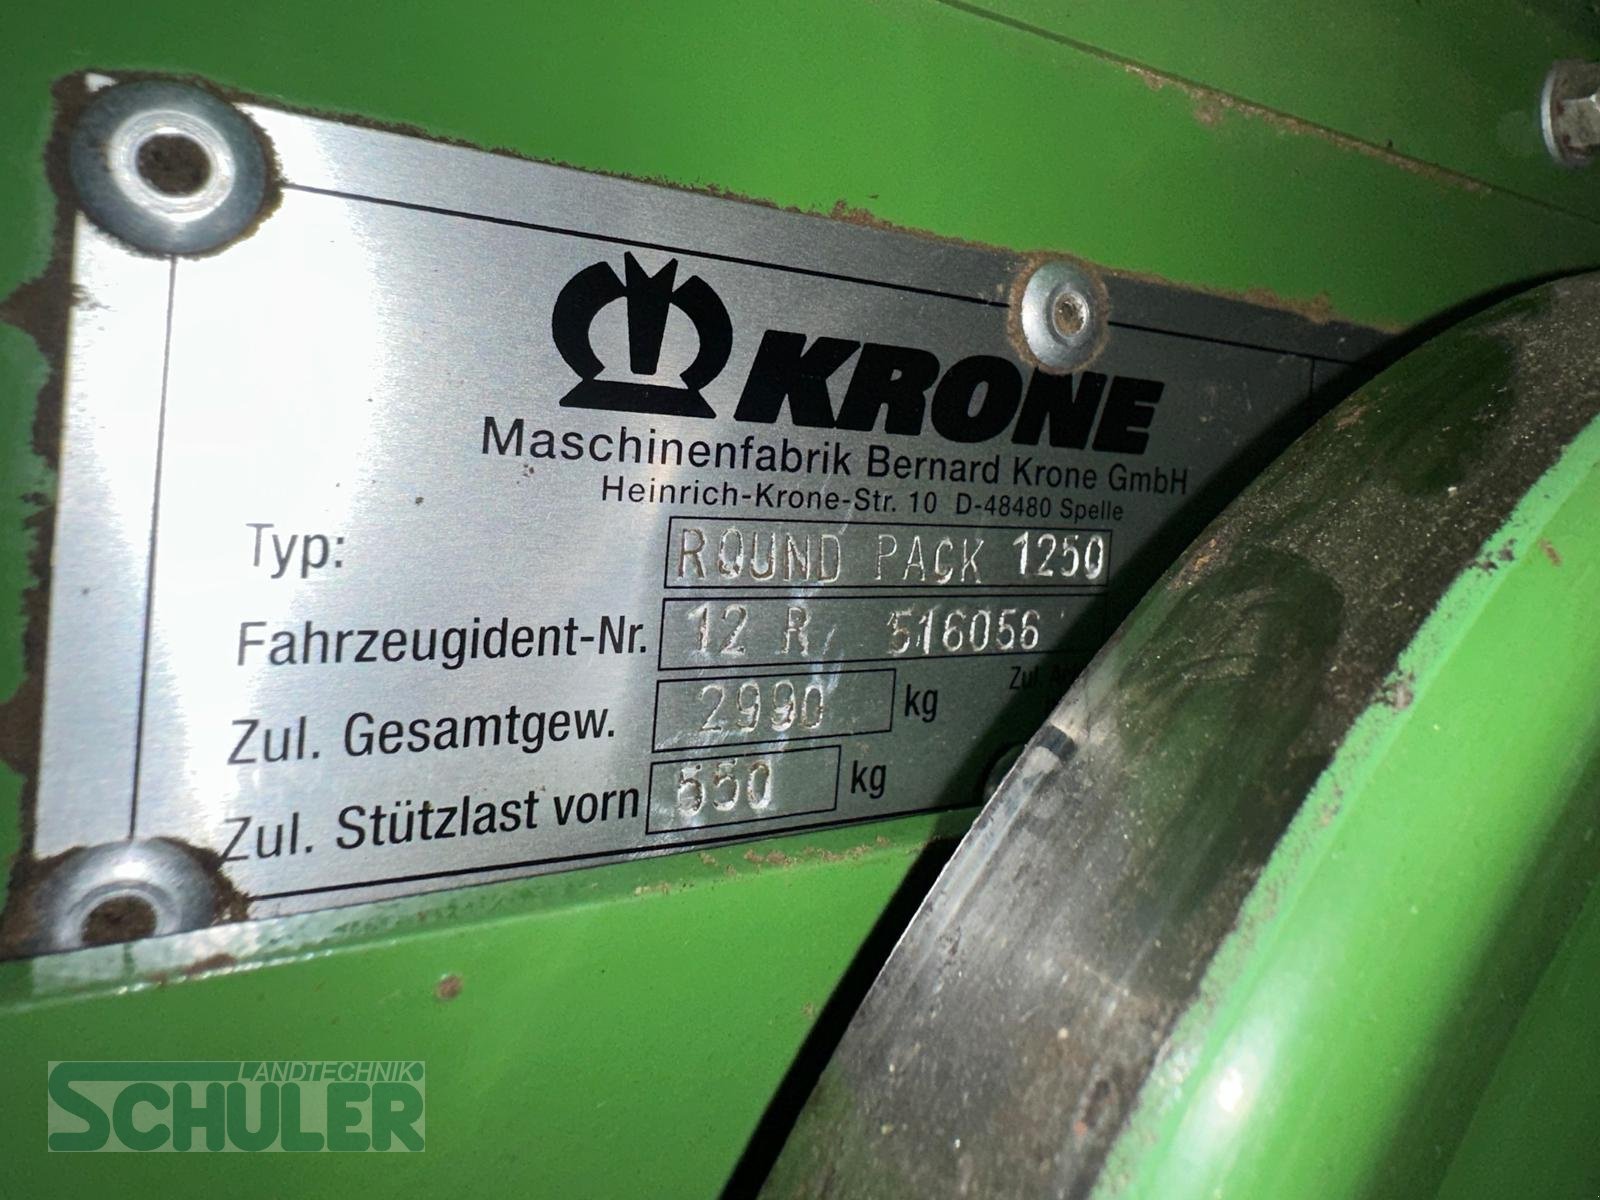 KRONE
Maschinenfabrik Bernard Krone GmbH
Heinrich-Krone-Str. 10 D-48480 Spelle
Typ: ROUND PACK 1250
Fahrzeugident-Nr. 12 R 516056
Zul. Gesamtgew. 2990 kg Zul.
Zul. Stützlast vorn 550 kg
LANDTECHNIK
SCHULER